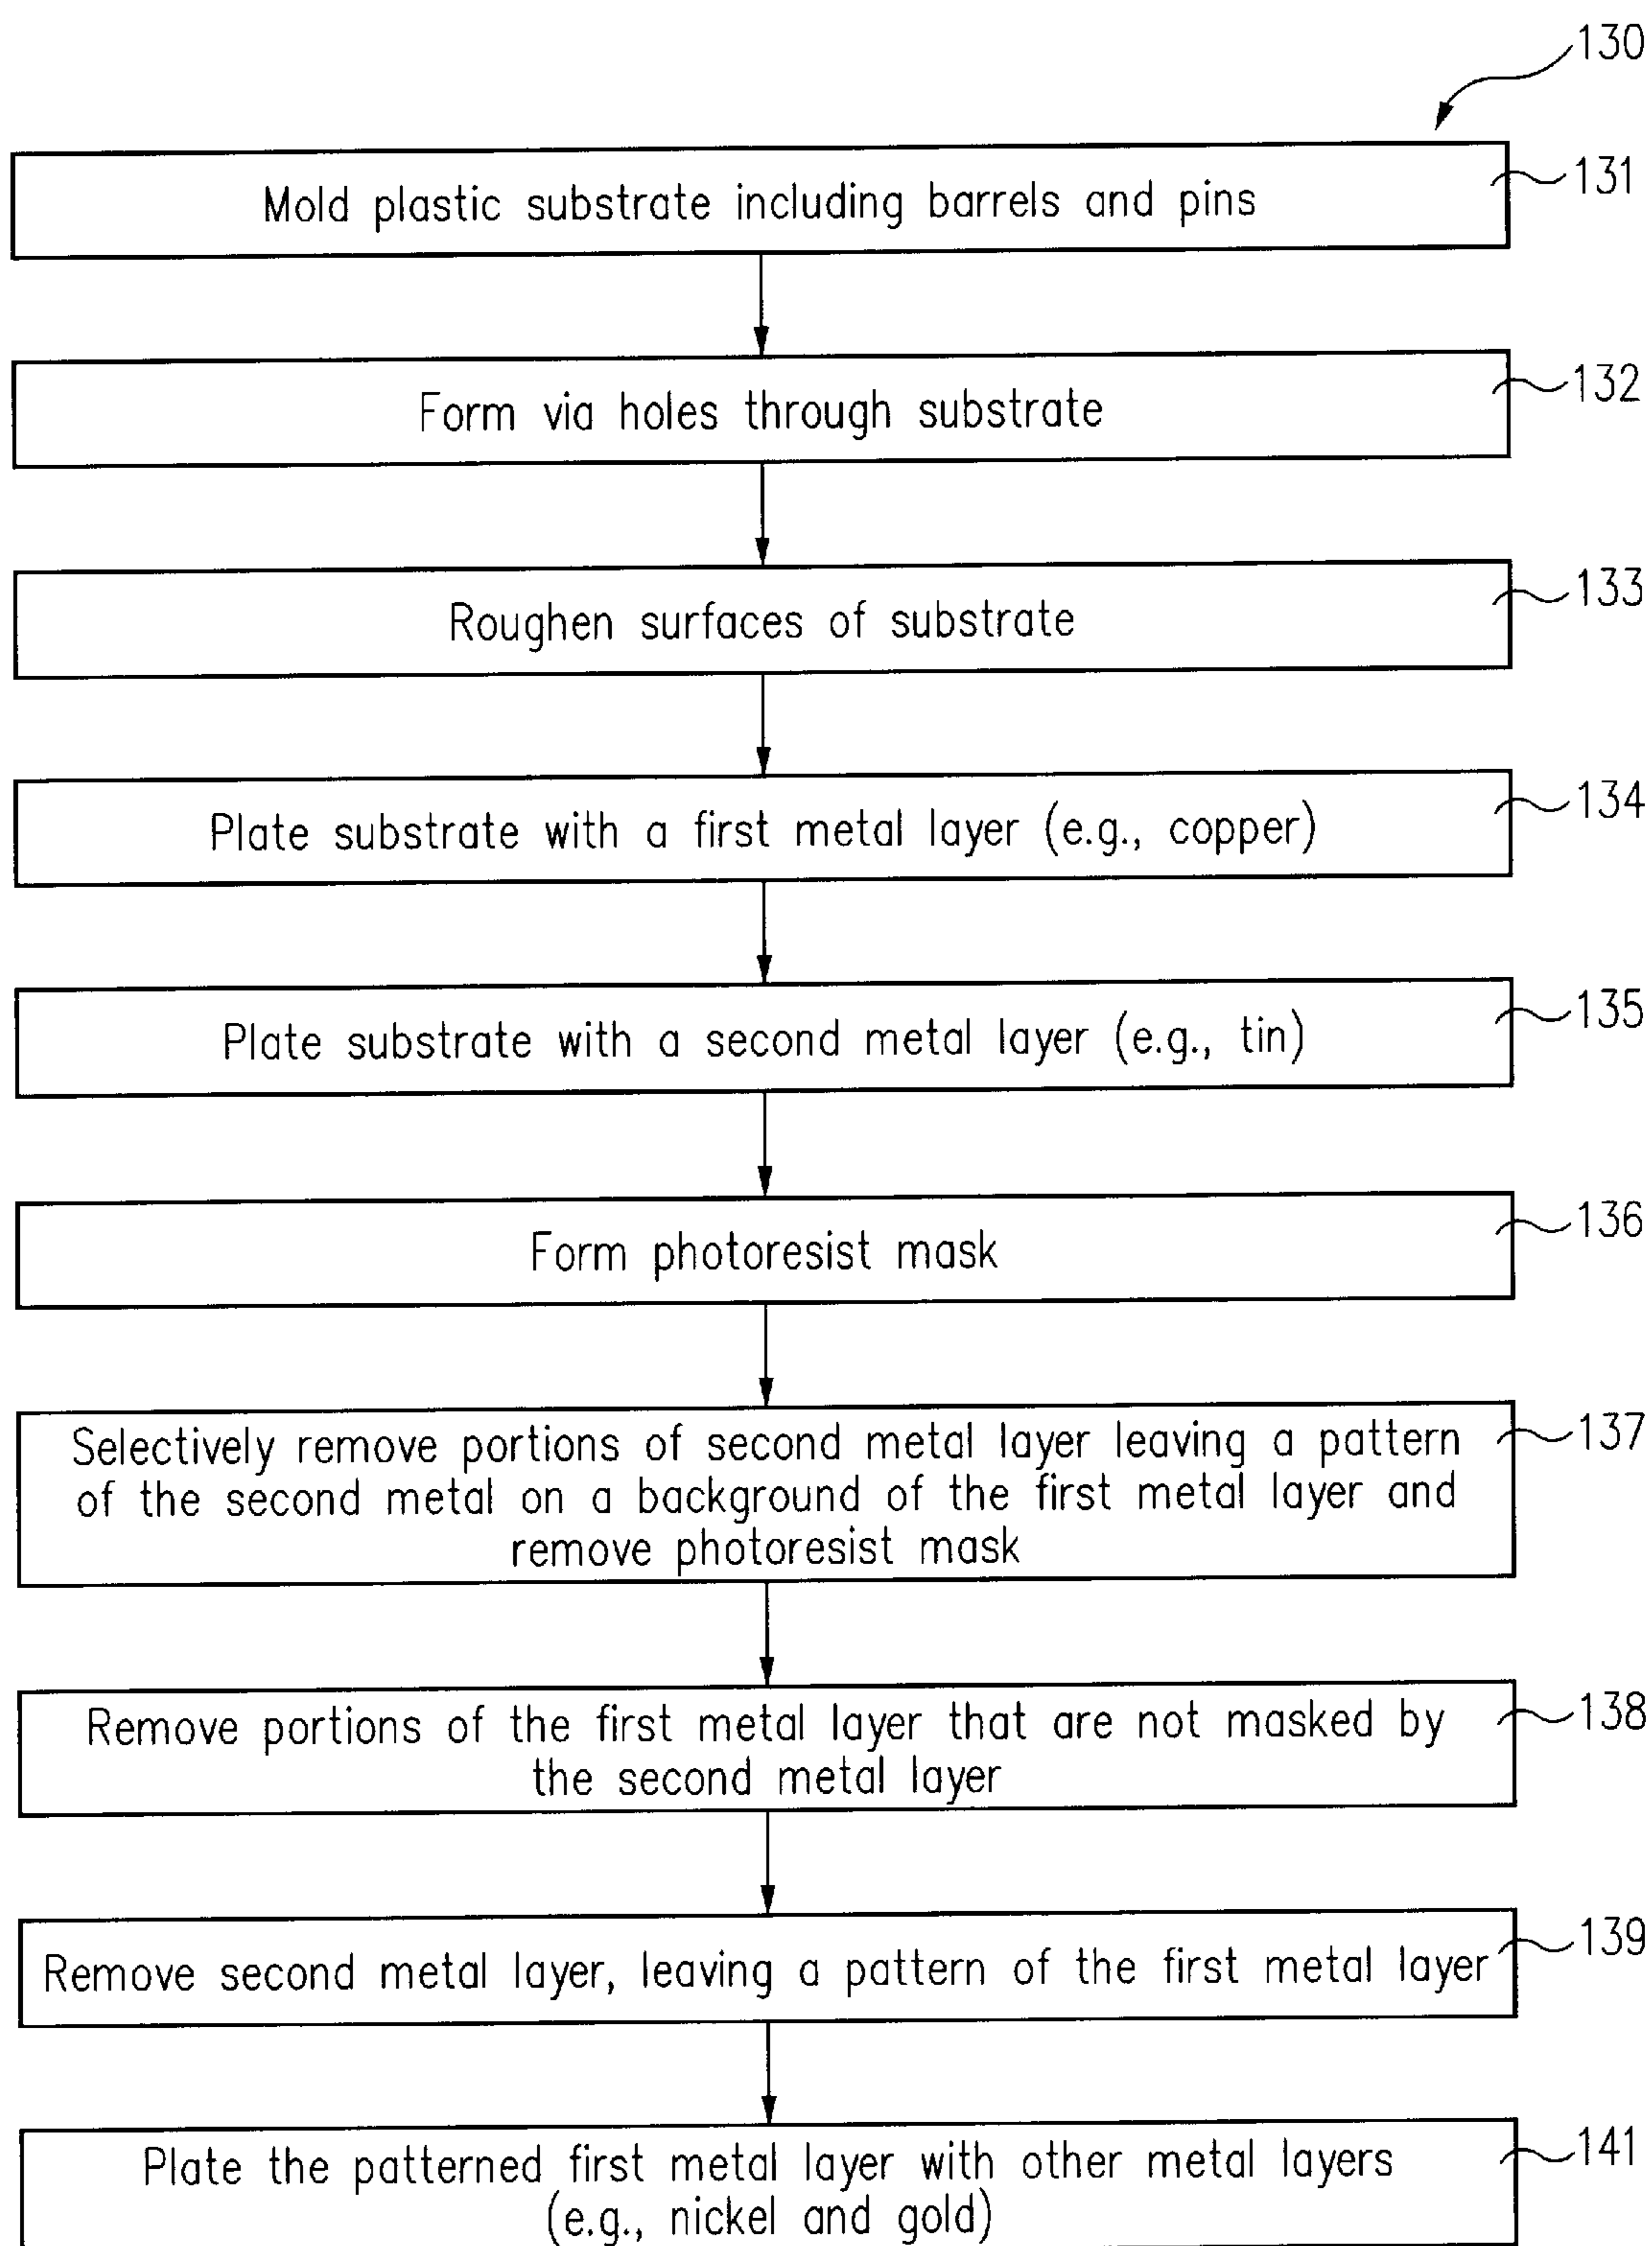 130
Mold plastic substrate including barrels and pins
131
Form via holes through substrate
132
Roughen surfaces of substrate
133
Plate substrate with a first metal layer (e.g., copper)
134
Plate substrate with a second metal layer (e.g., tin)
135
Form photoresist mask
136
Selectively remove portions of second metal layer leaving a pattern
of the second metal on a background of the first metal layer and
remove photoresist mask
137
Remove portions of the first metal layer that are not masked by
the second metal layer
138
Remove second metal layer, leaving a pattern of the first metal layer
139
Plate the patterned first metal layer with other metal layers
(e.g., nickel and gold)
141